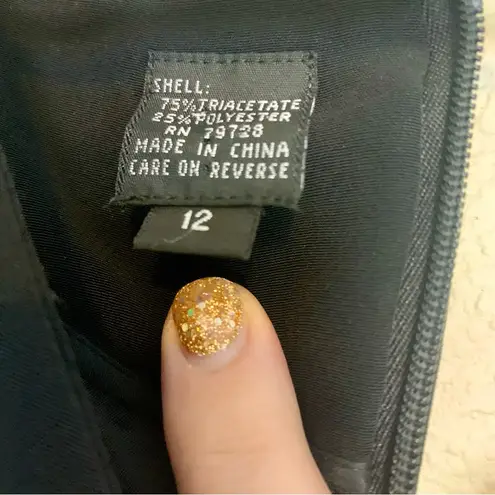 SHELL:
75%TRIACETATE
25%POLYESTER
RN 79728
MADE IN CHINA
CARE ON REVERSE
12